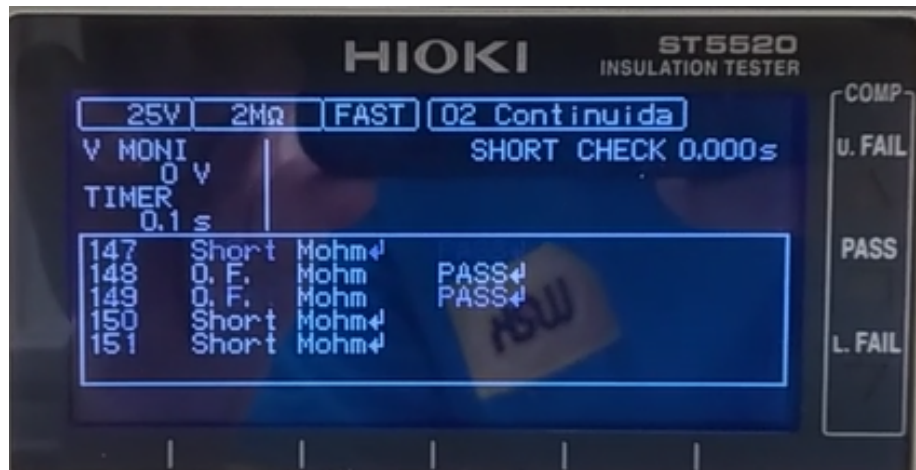 HIOKI
ST5520
INSULATION TESTER
25V 2MΩ FAST 02 Continuida
V MONI
0 V
SHORT CHECK 0.000s
TIMER
0.1 s
147 Short Mohm↲
148 O.F. Mohm PASS↲
149 O.F. Mohm PASS↲
150 Short Mohm↲
151 Short Mohm↲
COMP
U. FAIL
PASS
L. FAIL